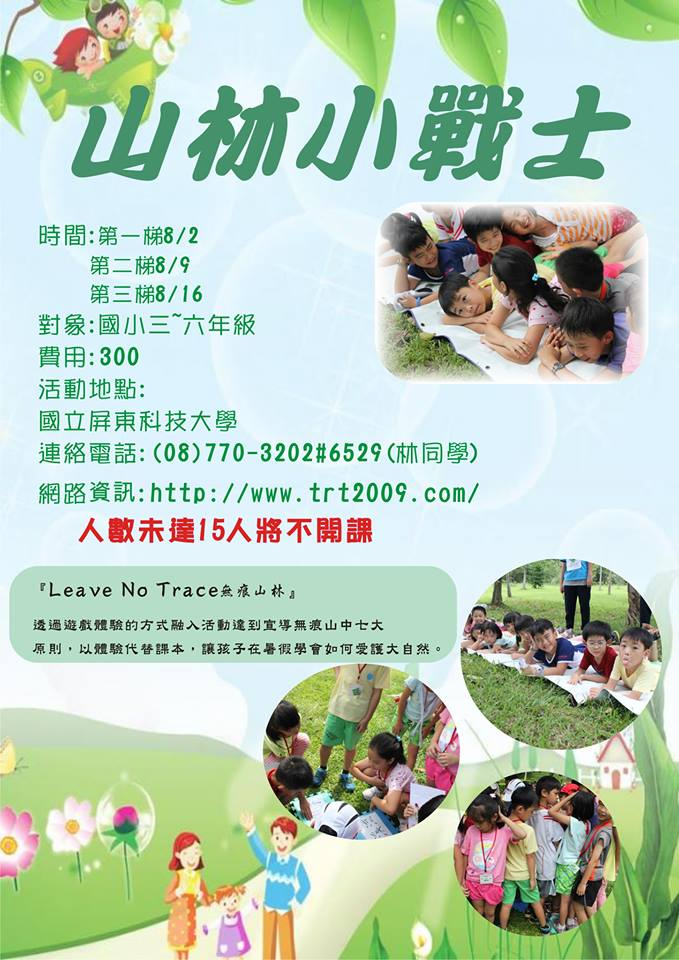 山林小戰士
時間:第一梯8/2
第二梯8/9
第三梯8/16
對象:國小三~六年級
費用:300
活動地點:
國立屏東科技大學
連絡電話:(08)770-3202#6529(林同學)
網路資訊:http://www.trt2009.com/
人數未達15人將不開課
『Leave No Trace無痕山林』
透過遊戲體驗的方式融入活動達到宣導無痕山中七大
原則，以體驗代替課本，讓孩子在暑假學會如何愛護大自然。